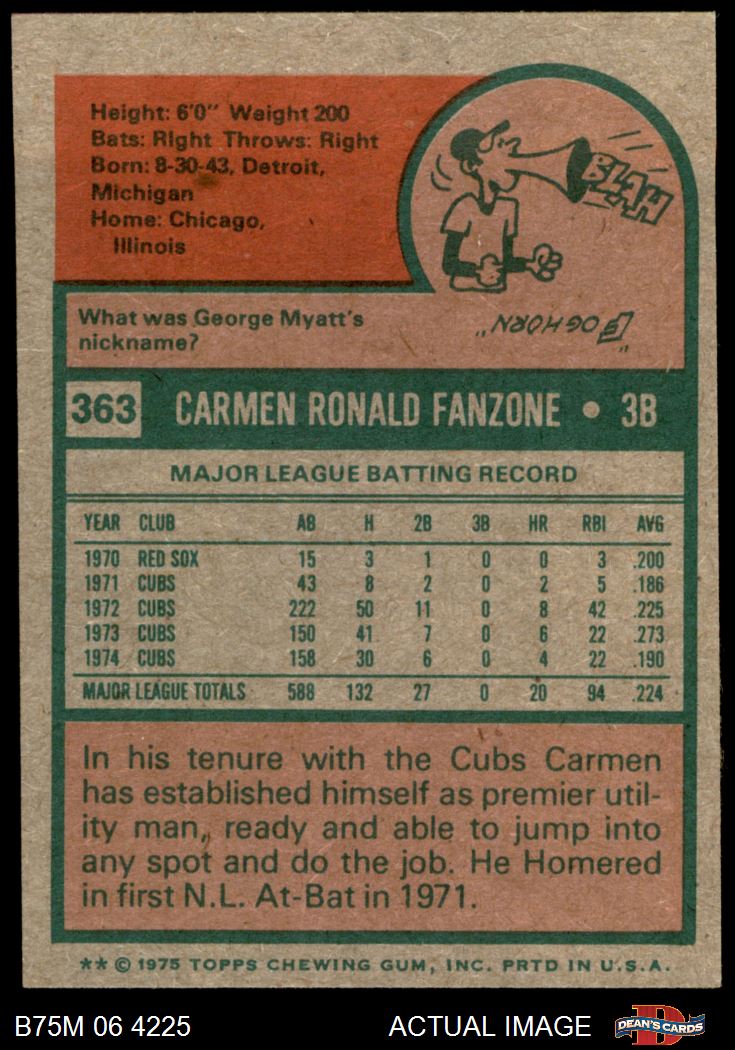 Height: 6'0" Weight 200
Bats: Right Throws: Right
Born: 8-30-43, Detroit,
Michigan
Home: Chicago,
Illinois
BLAH
What was George Myatt's
nickname?
"FOGHORN"
363 CARMEN RONALD FANZONE • 3B
MAJOR LEAGUE BATTING RECORD
YEAR CLUB AB H 2B 3B HR RBI AVG
1970 RED SOX 15 3 1 0 0 3 .200
1971 CUBS 43 8 2 0 2 5 .186
1972 CUBS 222 50 11 0 8 42 .225
1973 CUBS 150 41 7 0 6 22 .273
1974 CUBS 158 30 6 0 4 22 .190
MAJOR LEAGUE TOTALS 588 132 27 0 20 94 .224
In his tenure with the Cubs Carmen
has established himself as premier util-
ity man, ready and able to jump into
any spot and do the job. He Homered
in first N.L. At-Bat in 1971.
** © 1975 TOPPS CHEWING GUM, INC. PRTD IN U.S.A.
B75M 06 4225 ACTUAL IMAGE D DEAN'S CARDS